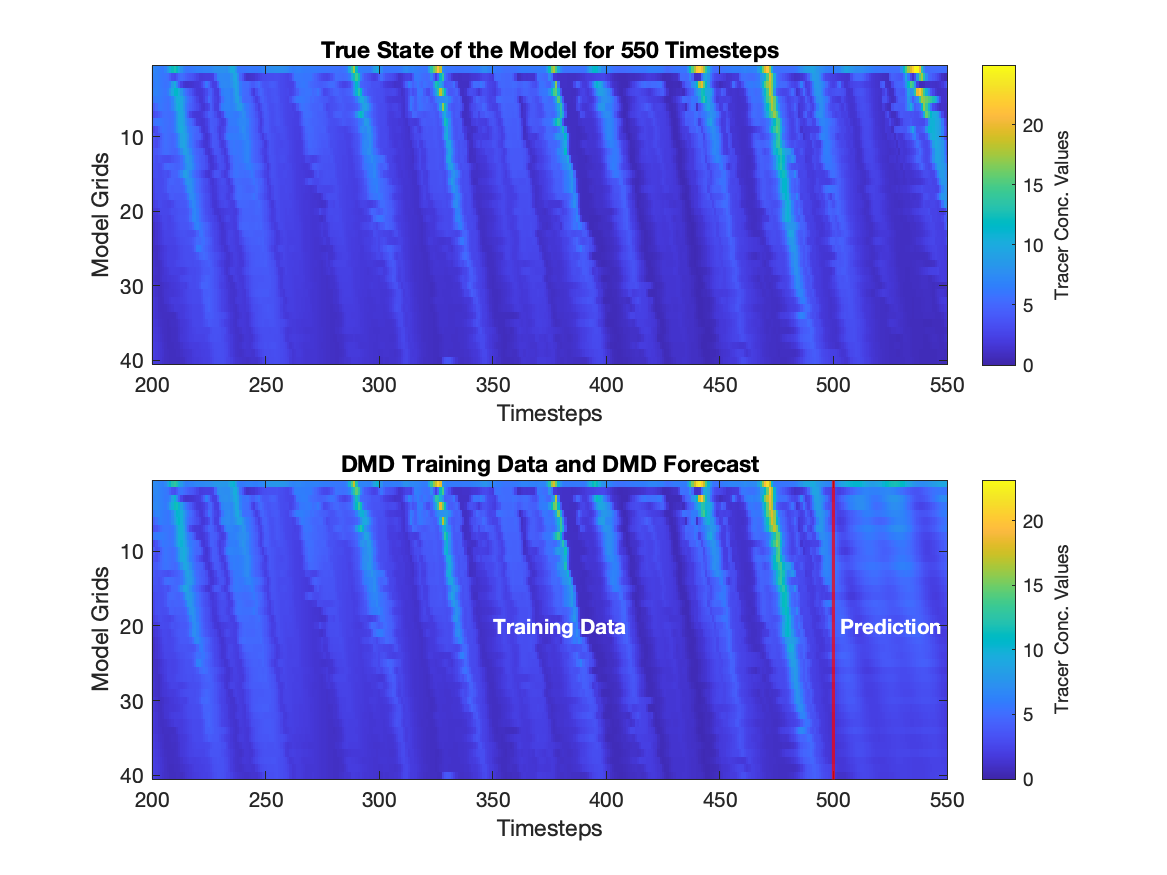 True State of the Model for 550 Timesteps
Model Grids
10
20
30
40
200 250 300 350 400 450 500 550
Timesteps
20
15
10
5
0
Tracer Conc. Values
DMD Training Data and DMD Forecast
Model Grids
10
20
30
40
Training Data
Prediction
200 250 300 350 400 450 500 550
Timesteps
20
15
10
5
0
Tracer Conc. Values